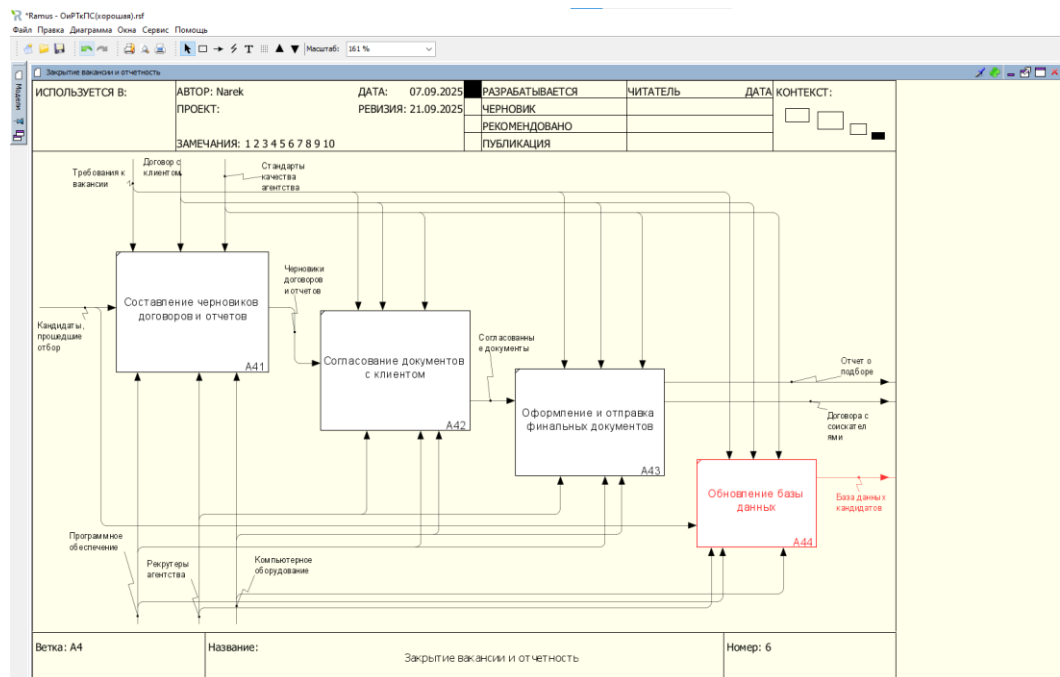 *Ramus - ОиРТкПС(хорошая).rsf
Файл Правка Диаграмма Окна Сервис Помощь
Масштаб: 161 %
Модели
Закрытие вакансии и отчетность
ИСПОЛЬЗУЕТСЯ В:
АВТОР: Narek
ДАТА: 07.09.2025
ПРОЕКТ:
РЕВИЗИЯ: 21.09.2025
ЗАМЕЧАНИЯ: 1 2 3 4 5 6 7 8 9 10
РАЗРАБАТЫВАЕТСЯ
ЧЕРНОВИК
РЕКОМЕНДОВАНО
ПУБЛИКАЦИЯ
ЧИТАТЕЛЬ
ДАТА
КОНТЕКСТ:
Требования к
вакансии
Договор с
клиентом
Стандарты
качества
агентства
Составление черновиков
договоров и отчетов
A41
Черновики
договоров
и отчетов
Кандидаты,
прошедшие
отбор
Согласование документов
с клиентом
A42
Согласованны
е документы
Оформление и отправка
финальных документов
A43
Отчет о
подборе
Договора с
соискател
ями
Обновление базы
данных
A44
База данных
кандидатов
Программное
обеспечение
Рекрутеры
агентства
Компьютерное
оборудование
Ветка: A4
Название:
Закрытие вакансии и отчетность
Номер: 6